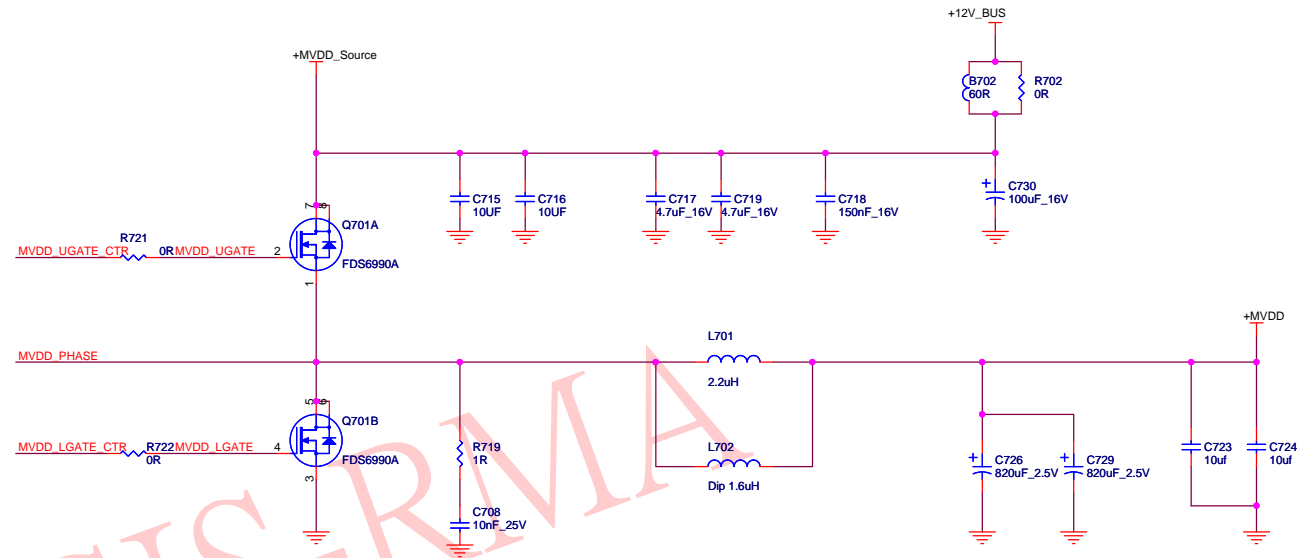 +12V_BUS
+MVDD_Source
B702
60R
R702
0R
C715
10UF
C716
10UF
C717
4.7uF_16V
C719
4.7uF_16V
C718
150nF_16V
C730
100uF_16V
7
8
Q701A
FDS6990A
MVDD_UGATE_CTR
R721
0R
MVDD_UGATE
2
1
MVDD_PHASE
L701
2.2uH
+MVDD
5
6
Q701B
FDS6990A
MVDD_LGATE_CTR
R722
0R
MVDD_LGATE
4
3
R719
1R
C708
10nF_25V
L702
Dip 1.6uH
C726
820uF_2.5V
C729
820uF_2.5V
C723
10uf
C724
10uf
SIS-RMA